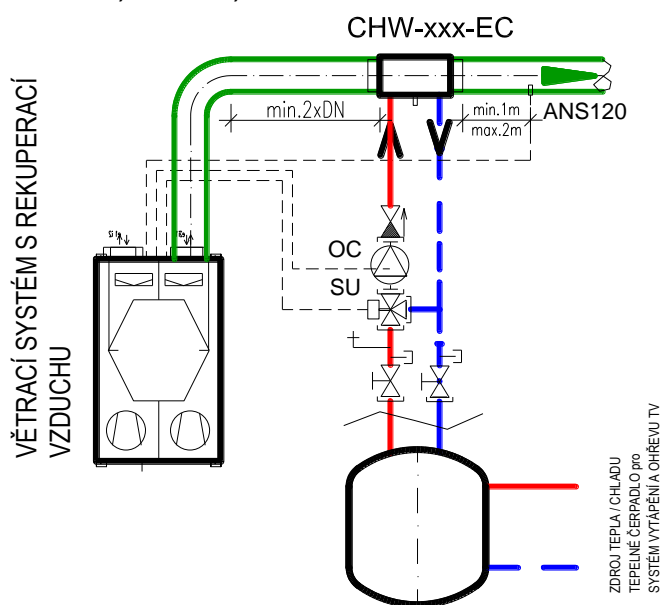 CHW-xxx-EC
min.2xDN
min.1m
max.2m
ANS120
OC
SU
VĚTRACÍ SYSTÉM S REKUPERACÍ
VZDUCHU
ZDROJ TEPLA / CHLADU
TEPELNÉ ČERPADLO pro
SYSTÉM VYTÁPĚNÍ A OHŘEVU TV